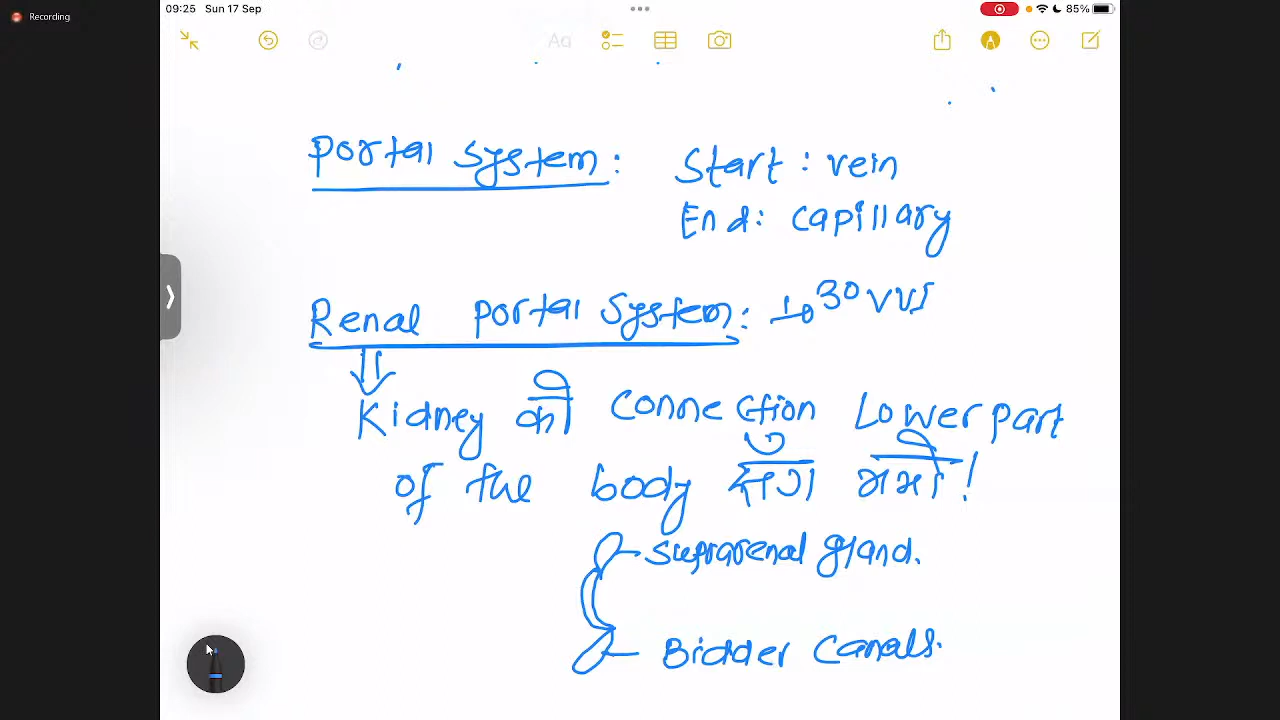 Recording
09:25 Sun 17 Sep
85%
Aa
Portal System: Start: vein
End: Capillary
Renal Portal System:
Kidney की Connection Lower part
of the body
Suprarenal gland.
Bidder Canals.